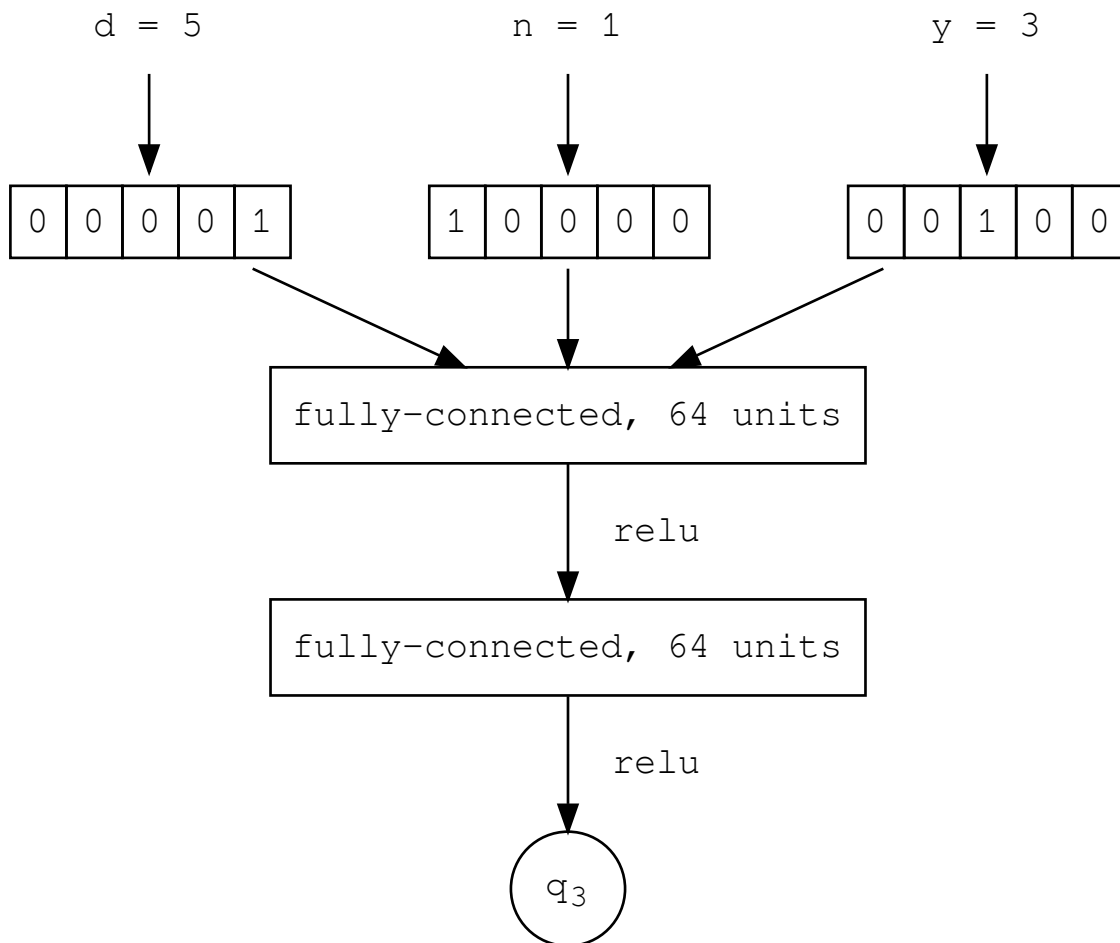 d = 5 n = 1 y = 3
0 0 0 0 1 1 0 0 0 0 0 0 1 0 0
fully-connected, 64 units
relu
fully-connected, 64 units
relu
q₃